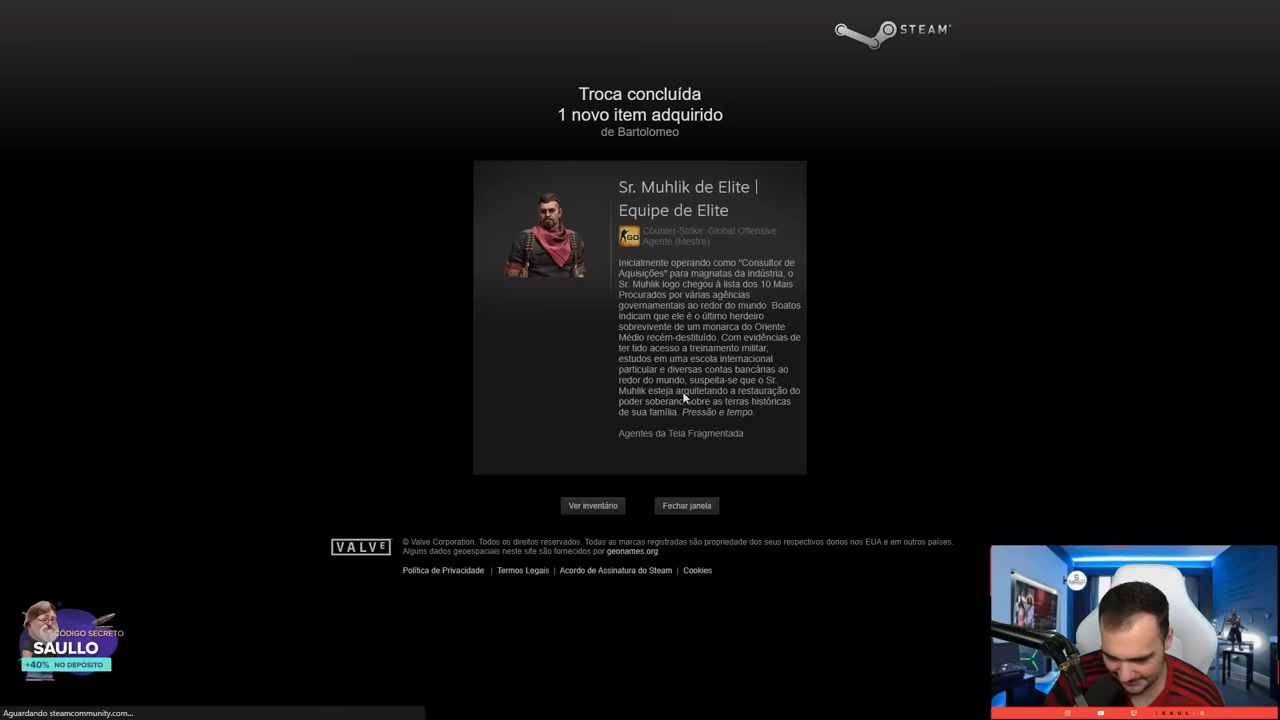 STEAM
Troca concluída
1 novo item adquirido
de Bartolomeo
Sr. Muhlik de Elite |
Equipe de Elite
GO
Counter-Strike: Global Offensive
Agente (Mestre)
Inicialmente operando como "Consultor de
Aquisições" para magnatas da indústria, o
Sr. Muhlik logo chegou à lista dos 10 Mais
Procurados por várias agências
governamentais ao redor do mundo. Boatos
indicam que ele é o último herdeiro
sobrevivente de um monarca do Oriente
Médio recém-destituído. Com evidências de
ter tido acesso a treinamento militar,
estudos em uma escola internacional
particular e diversas contas bancárias ao
redor do mundo, suspeita-se que o Sr.
Muhlik esteja arquitetando a restauração do
poder soberano sobre as terras históricas
de sua família. Pressão e tempo.
Agentes da Teia Fragmentada
Ver inventário
Fechar janela
VALVE
© Valve Corporation. Todos os direitos reservados. Todas as marcas registradas são propriedade dos seus respectivos donos nos EUA e em outros países.
Alguns dados geoespaciais neste site são fornecidos por geonames.org.
Política de Privacidade | Termos Legais | Acordo de Assinatura do Steam | Cookies
CÓDIGO SECRETO
SAULLO
+40% NO DEPÓSITO
Aguardando steamcommunity.com...